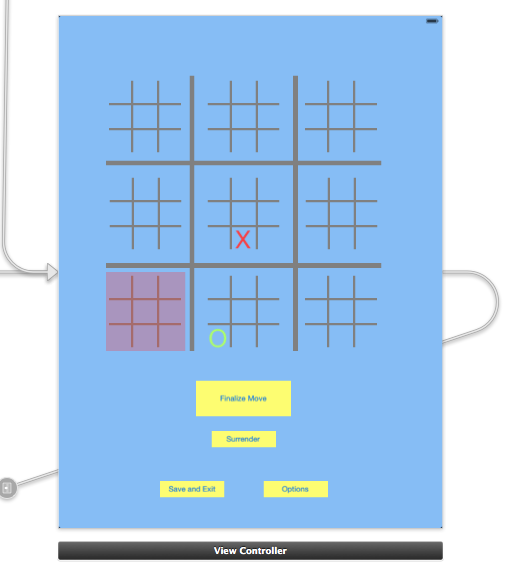 X
O
Finalize Move
Surrender
Save and Exit
Options
View Controller